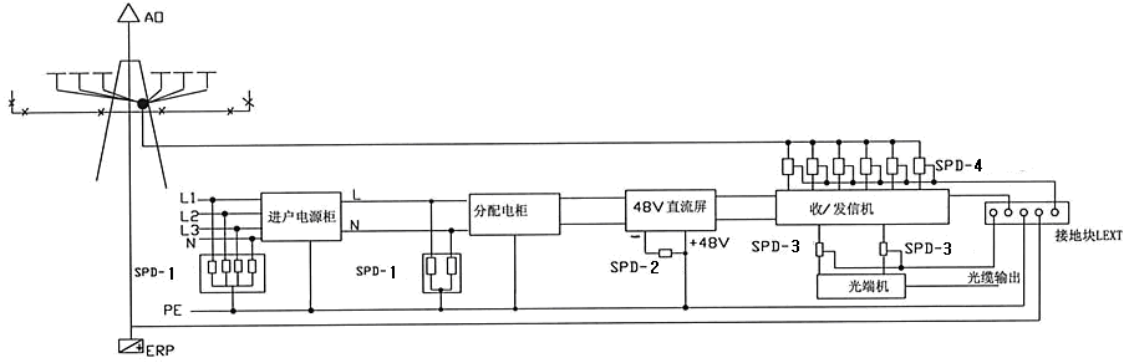 AD
SPD-4
L1
L2
L3
N
进户电源柜
L
N
分配电柜
48V直流屏
收/发信机
接地块LEXT
+48V
SPD-1
SPD-1
SPD-2
SPD-3
SPD-3
光端机
光缆输出
PE
ERP